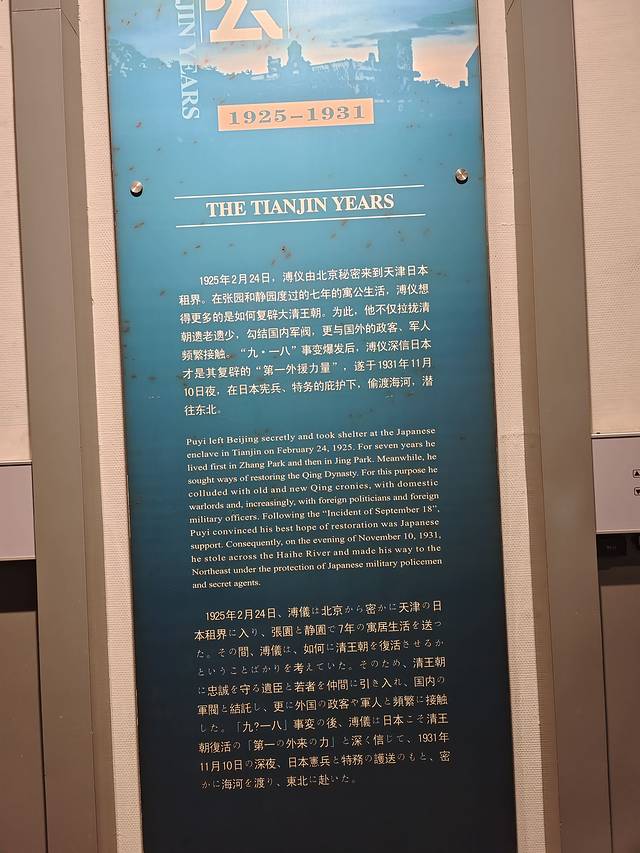 TIANJIN YEARS
1925-1931
THE TIANJIN YEARS
1925年2月24日，溥仪由北京秘密来到天津日本
租界。在张园和静园度过的七年的寓公生活，溥仪想
得更多的是如何复辟大清王朝。为此，他不仅拉拢清
朝遗老遗少，勾结国内军阀，更与国外的政客、军人
频繁接触。“九·一八”事变爆发后，溥仪深信日本
才是其复辟的“第一外援力量”，遂于1931年11月
10日夜，在日本宪兵、特务的庇护下，偷渡海河，潜
往东北。
Puyi left Beijing secretly and took shelter at the Japanese
enclave in Tianjin on February 24, 1925. For seven years he
lived first in Zhang Park and then in Jing Park. Meanwhile, he
sought ways of restoring the Qing Dynasty. For this purpose he
colluded with old and new Qing cronies, with domestic
warlords and, increasingly, with foreign politicians and foreign
military officers. Following the “Incident of September 18”,
Puyi convinced his best hope of restoration was Japanese
support. Consequently, on the evening of November 10, 1931,
he stole across the Haihe River and made his way to the
Northeast under the protection of Japanese military policemen
and secret agents.
1925年2月24日、溥儀は北京から密かに天津の日
本租界に入り、張園と静園で7年の寓居生活を送っ
た。その間、溥儀は、如何に清王朝を復活させるか
ということばかりを考えていた。そのため、清王朝
に忠誠を守る遺臣と若者を仲間に引き入れ、国内の
軍閥と結託し、更に外国の政客や軍人と頻繁に接触
した。「九?一八」事変の後、溥儀は日本こそ清王
朝復活の「第一の外来の力」と深く信じて、1931年
11月10日の深夜、日本憲兵と特務の護送のもと、密
かに海河を渡り、東北に赴いた。